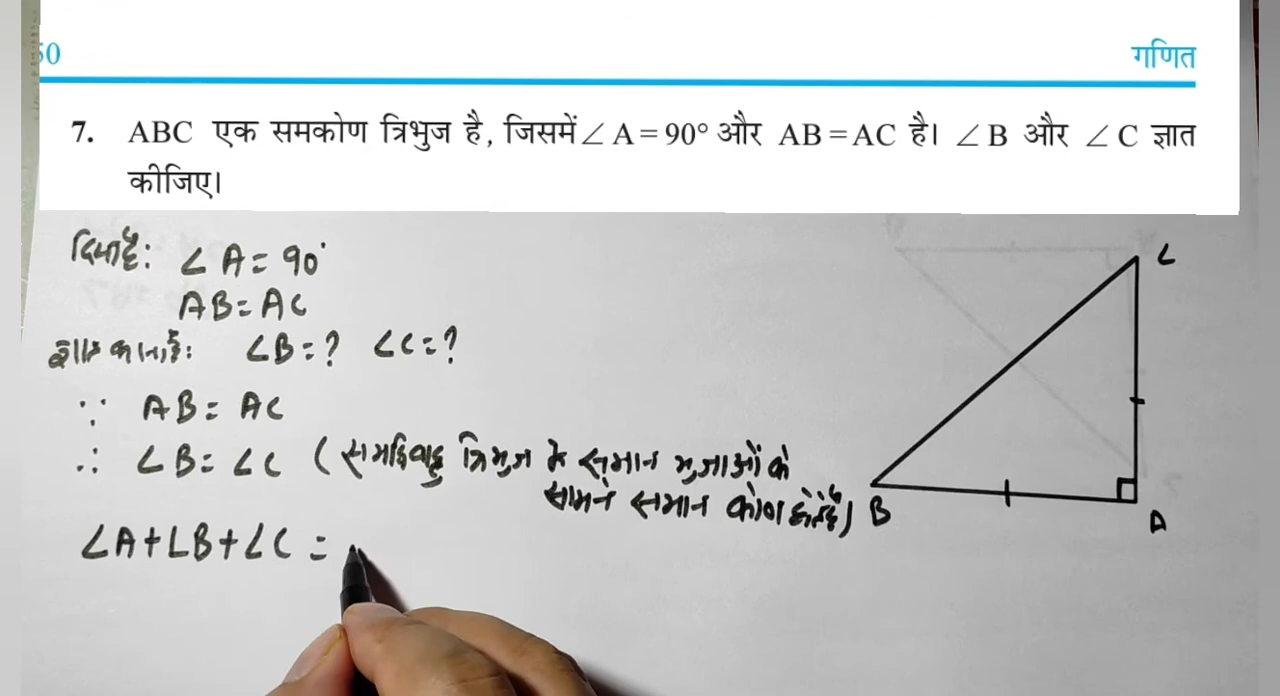 50
गणित
7. ABC एक समकोण त्रिभुज है, जिसमें ∠ A = 90° और AB = AC है। ∠ B और ∠ C ज्ञात
कीजिए।
दिया है: ∠A = 90°
AB = AC
ज्ञात करना है: ∠B = ? ∠C = ?
∵ AB = AC
∴ ∠B = ∠C (समद्विबाहु त्रिभुज के समान भुजाओं के
सामने समान कोण होते है)
∠A + ∠B + ∠C =
C
B
A